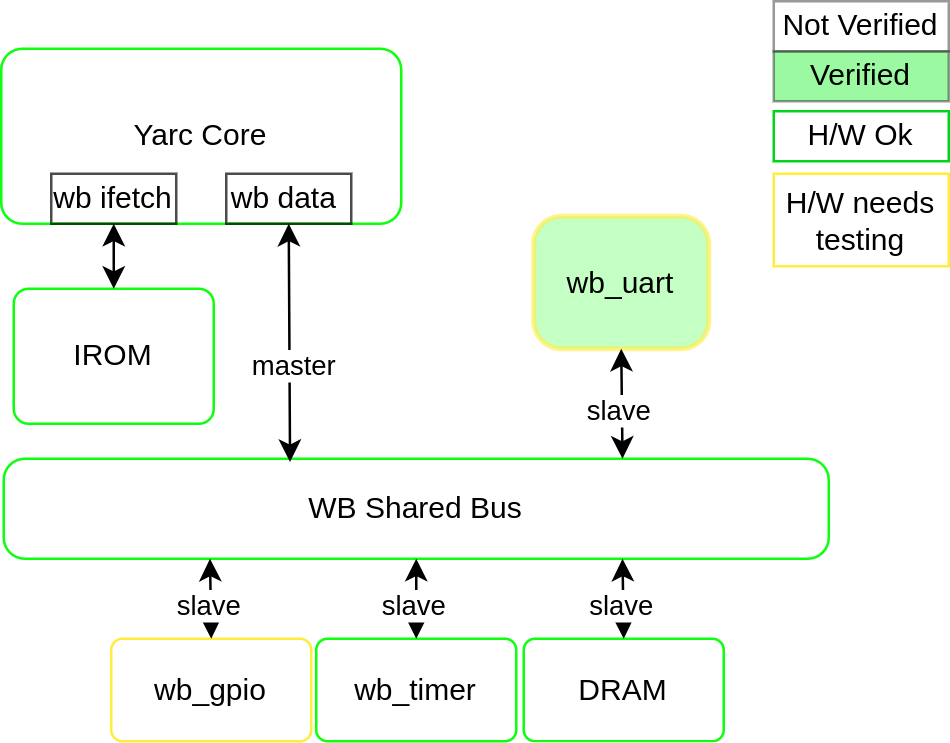 Not Verified
Verified
H/W Ok
H/W needs
testing
Yarc Core
wb ifetch
wb data
wb_uart
IROM
master
slave
WB Shared Bus
slave
slave
slave
wb_gpio
wb_timer
DRAM